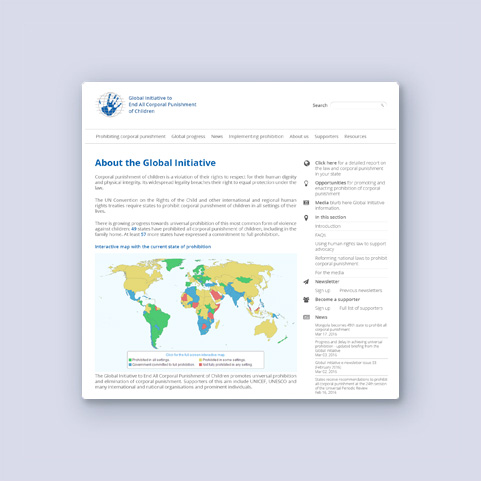 Global Initiative to
End All Corporal Punishment
of Children
Search
Prohibiting corporal punishment Global progress News Implementing prohibition About us Supporters Resources
About the Global Initiative
Corporal punishment of children is a violation of their rights to respect for their human dignity
and physical integrity. Its widespread legality breaches their right to equal protection under the
law.
The UN Convention on the Rights of the Child and other international and regional human
rights treaties require states to prohibit corporal punishment of children in all settings of their
lives.
There is growing progress towards universal prohibition of this most common form of violence
against children. 49 states have prohibited all corporal punishment of children, including in the
family home. At least 57 more states have expressed a commitment to full prohibition.
Interactive map with the current state of prohibition
Click for the full screen interactive map
Prohibited in all settings Prohibited in some settings
Government committed to full prohibition Not fully prohibited in any setting
The Global Initiative to End All Corporal Punishment of Children promotes universal prohibition
and elimination of corporal punishment. Supporters of this aim include UNICEF, UNESCO and
many international and national organisations and prominent individuals.
Click here for a detailed report on
the law and corporal punishment
in your state
Opportunities for promoting and
enacting prohibition of corporal
punishment
Media blurb here Global Initiative
information.
In this section
Introduction
FAQs
Using human rights law to support
advocacy
Reforming national laws to prohibit
corporal punishment
For the media
Newsletter
Sign up Previous newsletters
Become a supporter
Sign up Full list of supporters
News
Mongolia becomes 49th state to prohibit all
corporal punishment
Progress and delay in achieving universal
prohibition - updated briefing from the
Global Initiative
Global Initiative e-newsletter issue
(February 2016)
States receive recommendations to prohibit
all corporal punishment at the 24th session
of the Universal Periodic Review